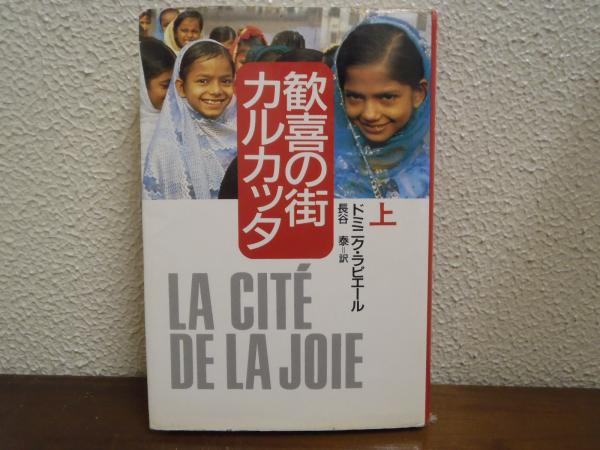 歓喜の街
カルカッタ
上
ドミニク・ラピエール
長谷 泰=訳
LA CITÉ
DE LA JOIE